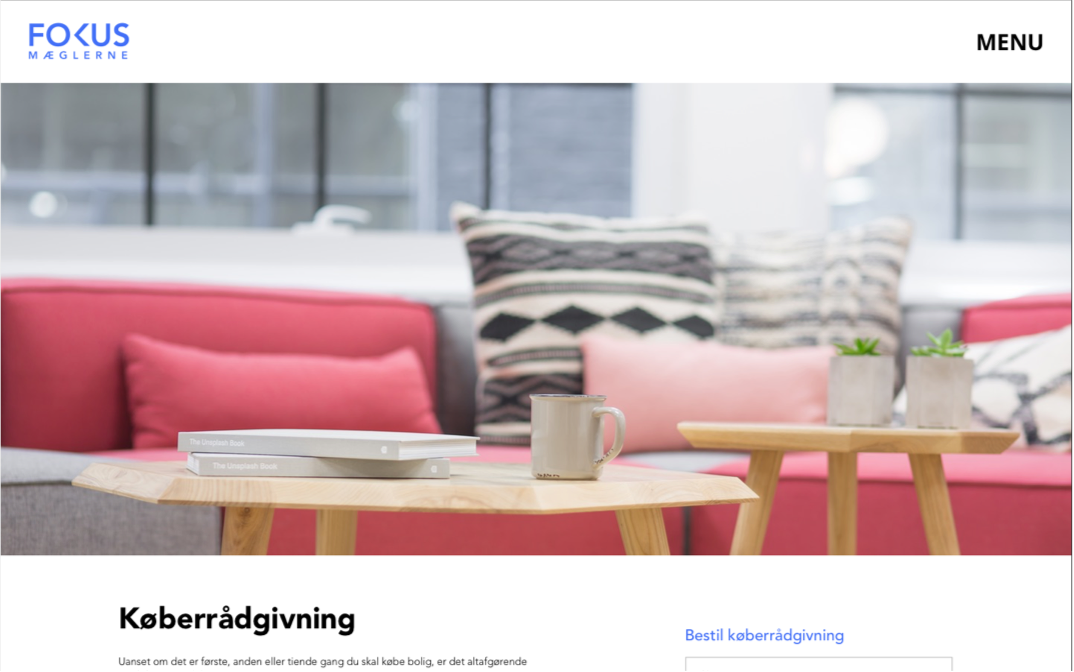 FOKUS
MÆGLERNE
MENU
The Unsplash Book
The Unsplash Book
Køberrådgivning
Uanset om det er første, anden eller tiende gang du skal købe bolig, er det altafgørende
Bestil køberrådgivning